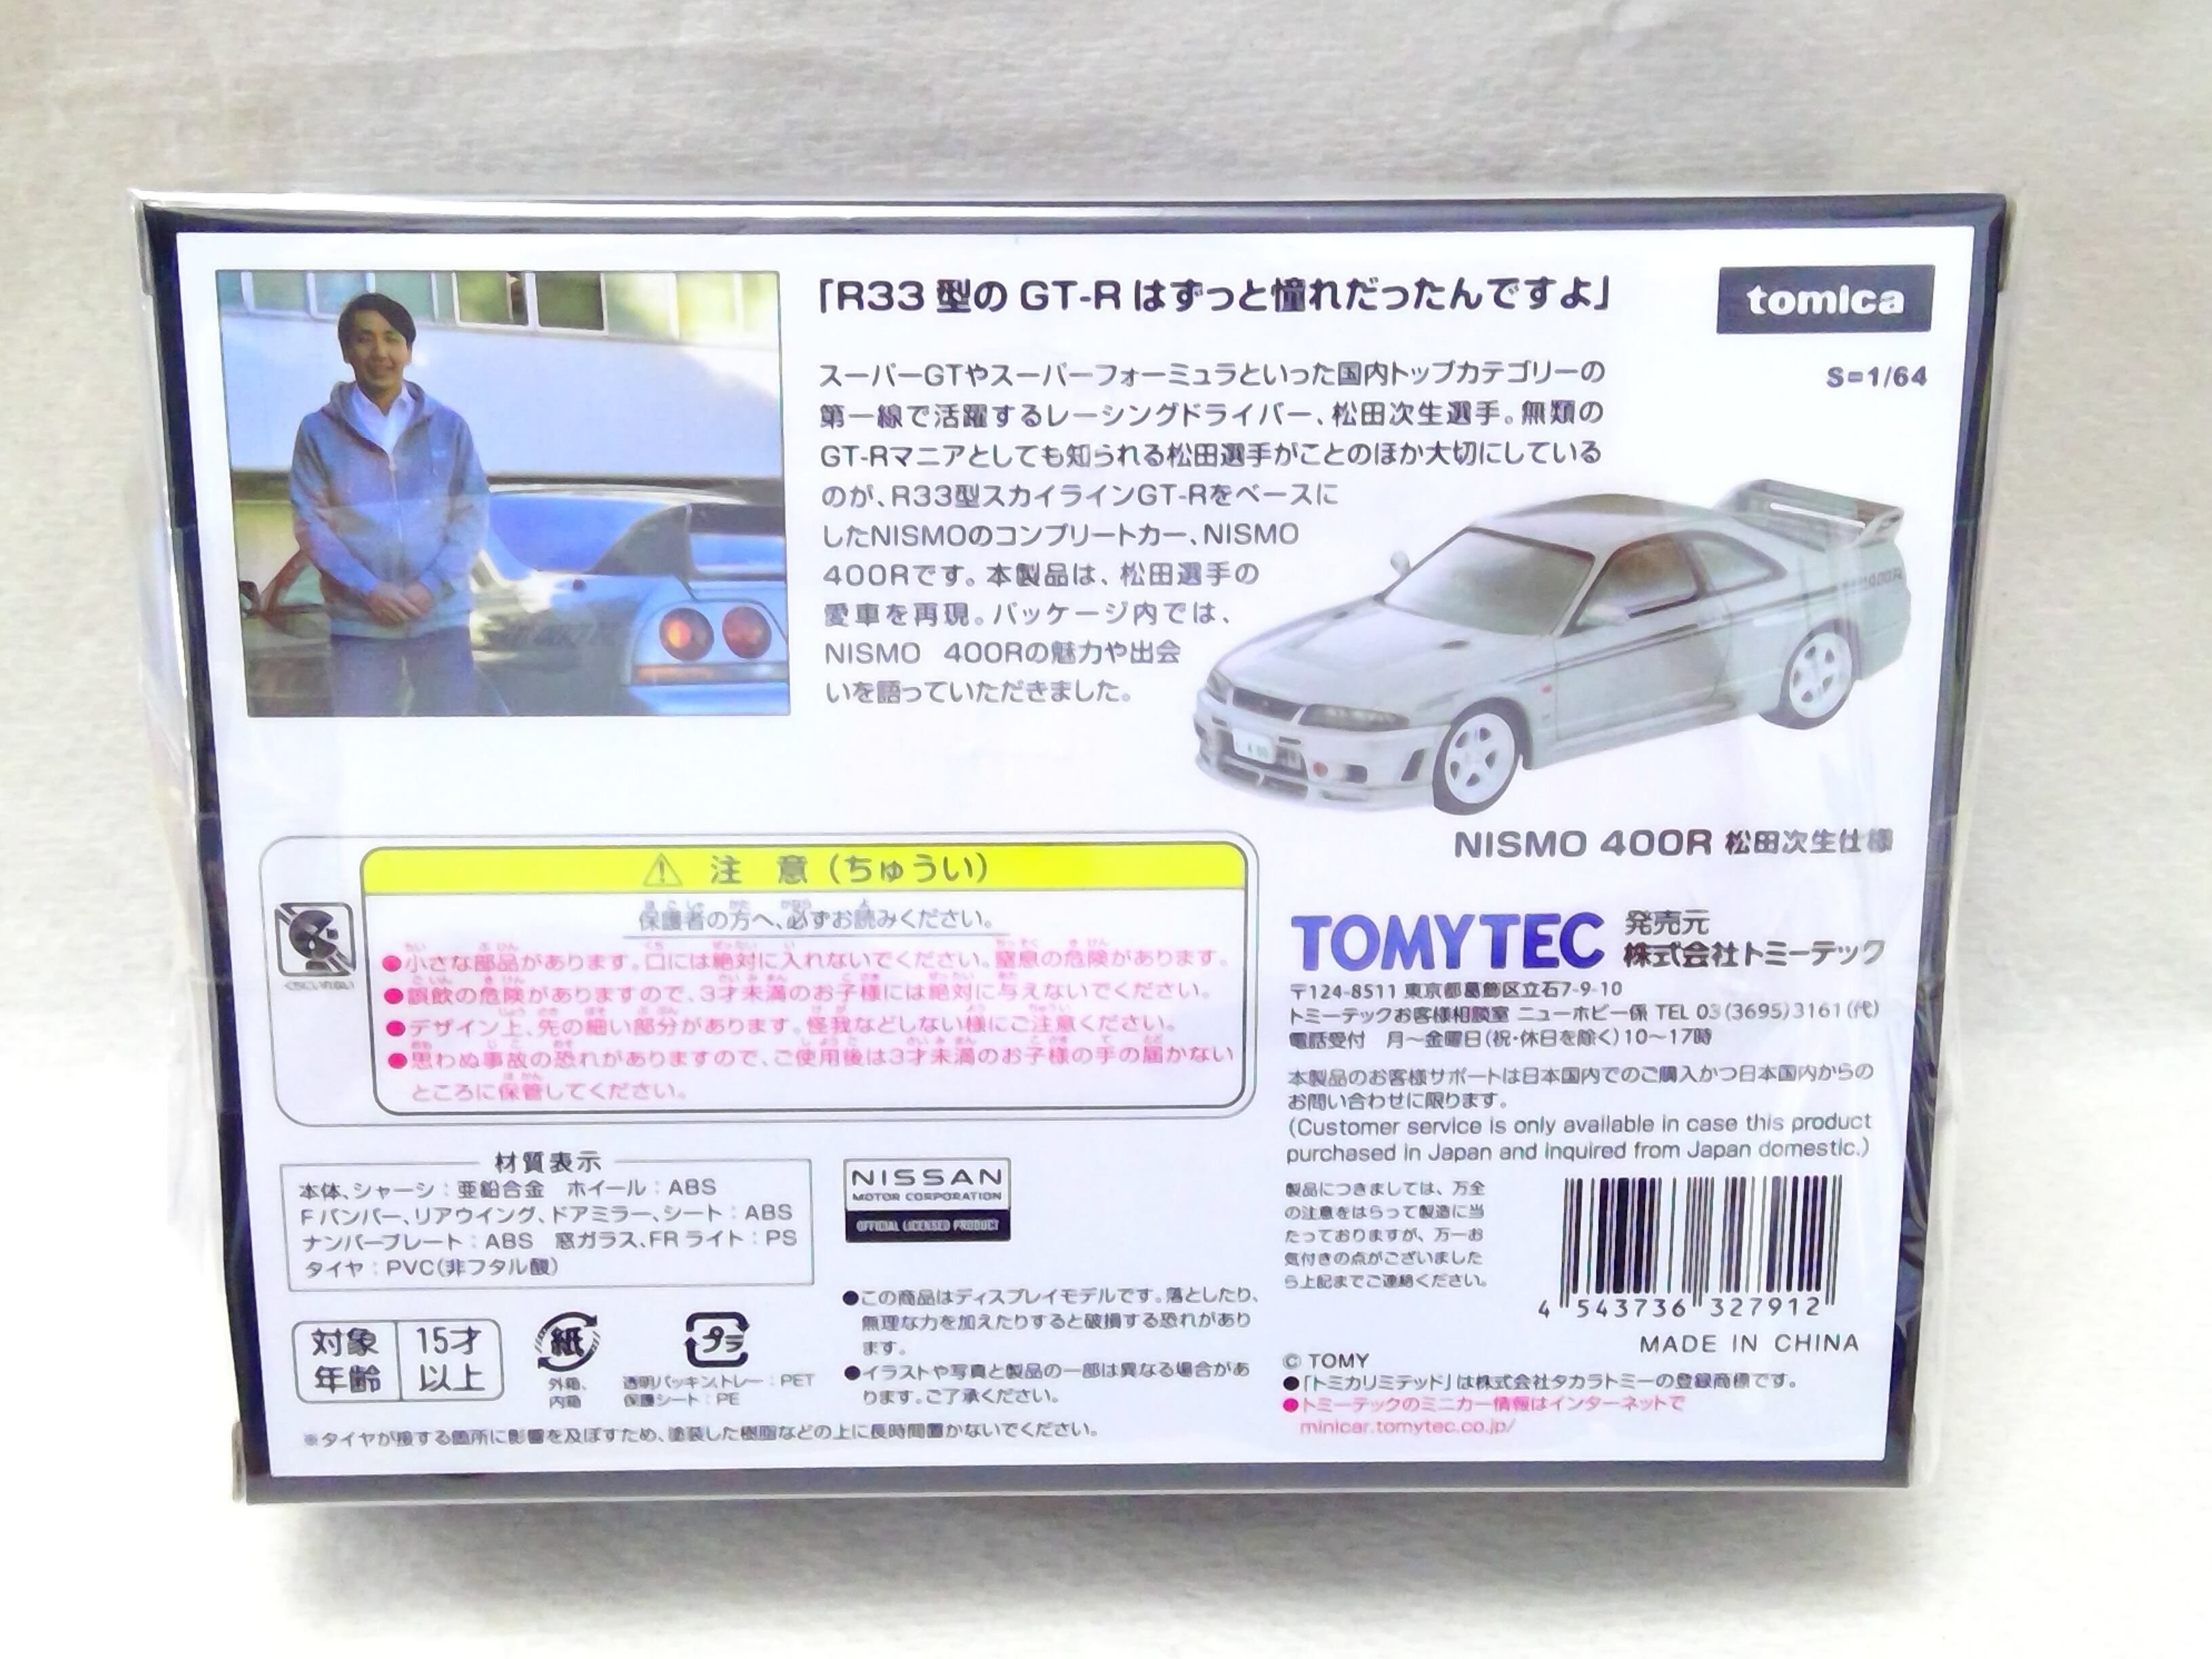 「R33 型の GT-R はずっと憧れだったんですよ」
tomica
S=1/64
スーパーGTやスーパーフォーミュラといった国内トップカテゴリーの
第一線で活躍するレーシングドライバー、松田次生選手。無類の
GT-Rマニアとしても知られる松田選手がことのほか大切にしている
のが、R33型スカイラインGT-Rをベースに
したNISMOのコンプリートカー、NISMO
400Rです。本製品は、松田選手の
愛車を再現。パッケージ内では、
NISMO 400Rの魅力や出会
いを語っていただきました。
NISMO 400R 松田次生仕様
注 意(ちゅうい)
保護者の方へ、必ずお読みください。
●小さな部品があります。口には絶対に入れないでください。窒息の危険があります。
●誤飲の危険がありますので、3才未満のお子様には絶対に与えないでください。
●デザイン上、先の細い部分があります。怪我などしない様にご注意ください。
●思わぬ事故の恐れがありますので、ご使用後は3才未満のお子様の手の届かない
ところに保管してください。
TOMYTEC 発売元
株式会社トミーテック
〒124-8511 東京都葛飾区立石7-9-10
トミーテックお客様相談室 ニューホビー係 TEL 03(3695)3161(代)
電話受付 月〜金曜日(祝・休日を除く)10〜17時
本製品のお客様サポートは日本国内でのご購入かつ日本国内からの
お問い合わせに限ります。
(Customer service is only available in case this product
purchased in Japan and inquired from Japan domestic.)
製品につきましては、万全
の注意をはらって製造に当
たっておりますが、万一お
気付きの点がございました
ら上記までご連絡ください。
4 543736 327912
MADE IN CHINA
© TOMY
●「トミカリミテッド」は株式会社タカラトミーの登録商標です。
●トミーテックのミニカー情報はインターネットで
minicar.tomytec.co.jp/
材質表示
本体、シャーシ:亜鉛合金 ホイール:ABS
Fバンパー、リアウイング、ドアミラー、シート:ABS
ナンバープレート:ABS 窓ガラス、FRライト:PS
タイヤ:PVC(非フタル酸)
NISSAN
MOTOR CORPORATION
OFFICIAL LICENSED PRODUCT
対象
年齢
15才
以上
紙
外箱、
内箱
プラ
透明パッキン、トレー:PET
保護シート:PE
●この商品はディスプレイモデルです。落としたり、
無理な力を加えたりすると破損する恐れがあり
ます。
●イラストや写真と製品の一部は異なる場合があ
ります。ご了承ください。
※タイヤが接する箇所に影響を及ぼすため、塗装した樹脂などの上に長時間置かないでください。